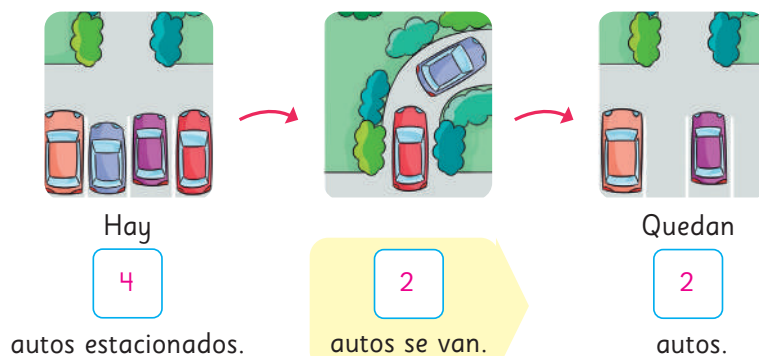 Hay
4
autos estacionados.
2
autos se van.
Quedan
2
autos.